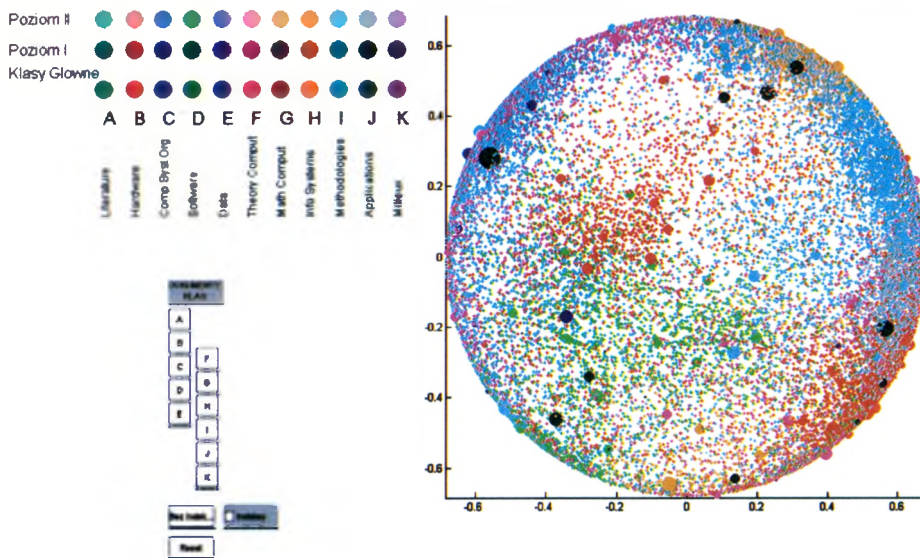 Poziom II
Poziom I
Klasy Glowne
A B C D E F G H I J K
Literature
Hardware
Comp Syst Org
Software
Data
Theory Comput
Math Comput
Info Systems
Methodologies
Applications
Milieux
A
B
C
D
E
F
G
H
I
J
K
Reset
0.6
0.4
0.2
0
-0.2
-0.4
-0.6
-0.6 -0.4 -0.2 0 0.2 0.4 0.6